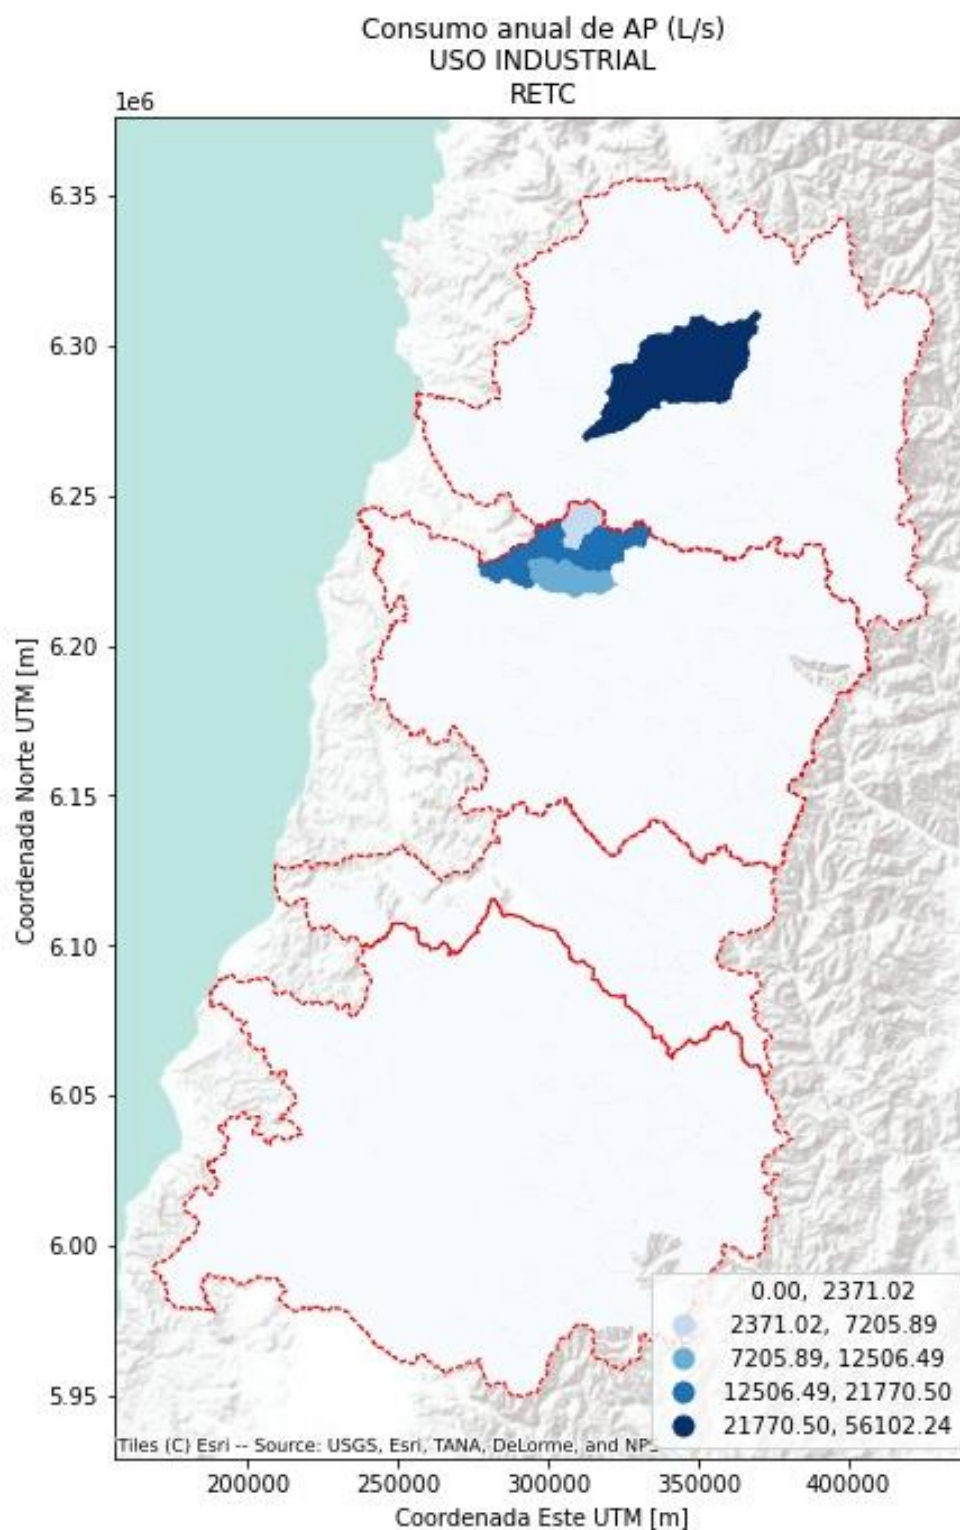 Consumo anual de AP (L/s)
USO INDUSTRIAL
RETC
1e6
6.35
6.30
6.25
6.20
6.15
6.10
6.05
6.00
5.95
Coordenada Norte UTM [m]
0.00, 2371.02
2371.02, 7205.89
7205.89, 12506.49
12506.49, 21770.50
21770.50, 56102.24
Tiles (C) Esri -- Source: USGS, Esri, TANA, DeLorme, and NPS
200000 250000 300000 350000 400000
Coordenada Este UTM [m]